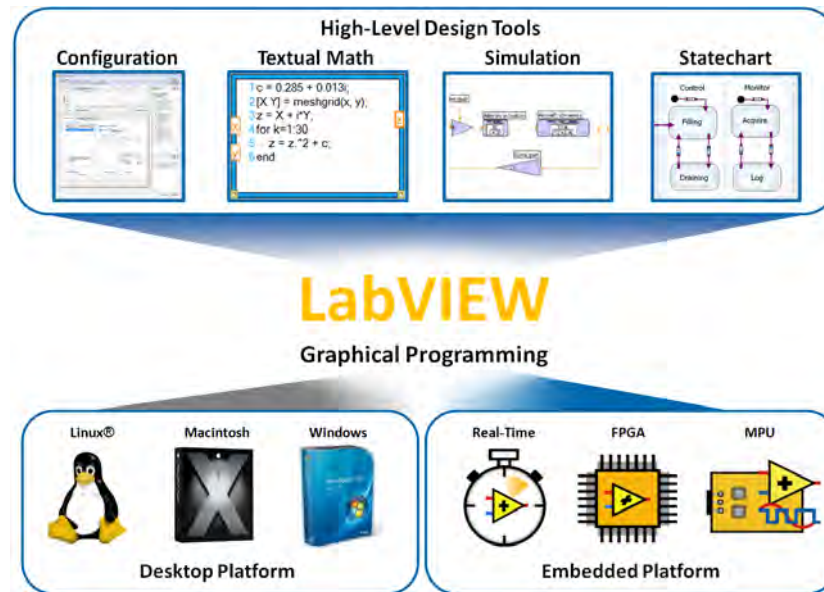 High-Level Design Tools
Configuration
Textual Math
Simulation
Statechart
1 c = 0.285 + 0.013i;
2 [X Y] = meshgrid(x, y);
3 z = X + i*Y;
4 for k=1:30
5 z = z.^2 + c;
6 end
X
Y
Control
Monitor
Filling
Acquire
Draining
Log
LabVIEW
Graphical Programming
Linux®
Macintosh
Windows
Real-Time
FPGA
MPU
Desktop Platform
Embedded Platform